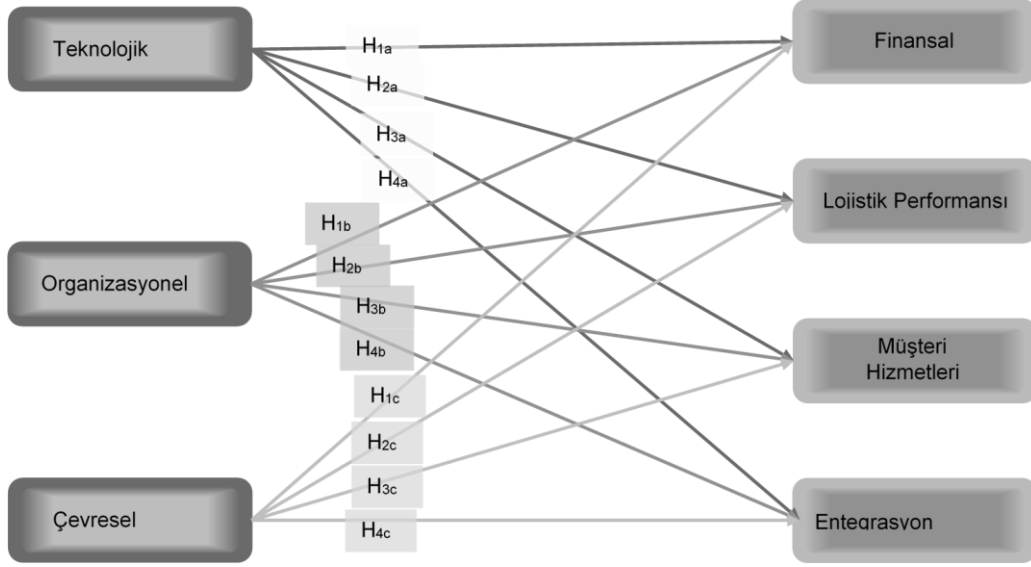 Teknolojik
Organizasyonel
Çevresel
H1a
H2a
H3a
H4a
H1b
H2b
H3b
H4b
H1c
H2c
H3c
H4c
Finansal
Lojistik Performansı
Müşteri
Hizmetleri
Entegrasyon